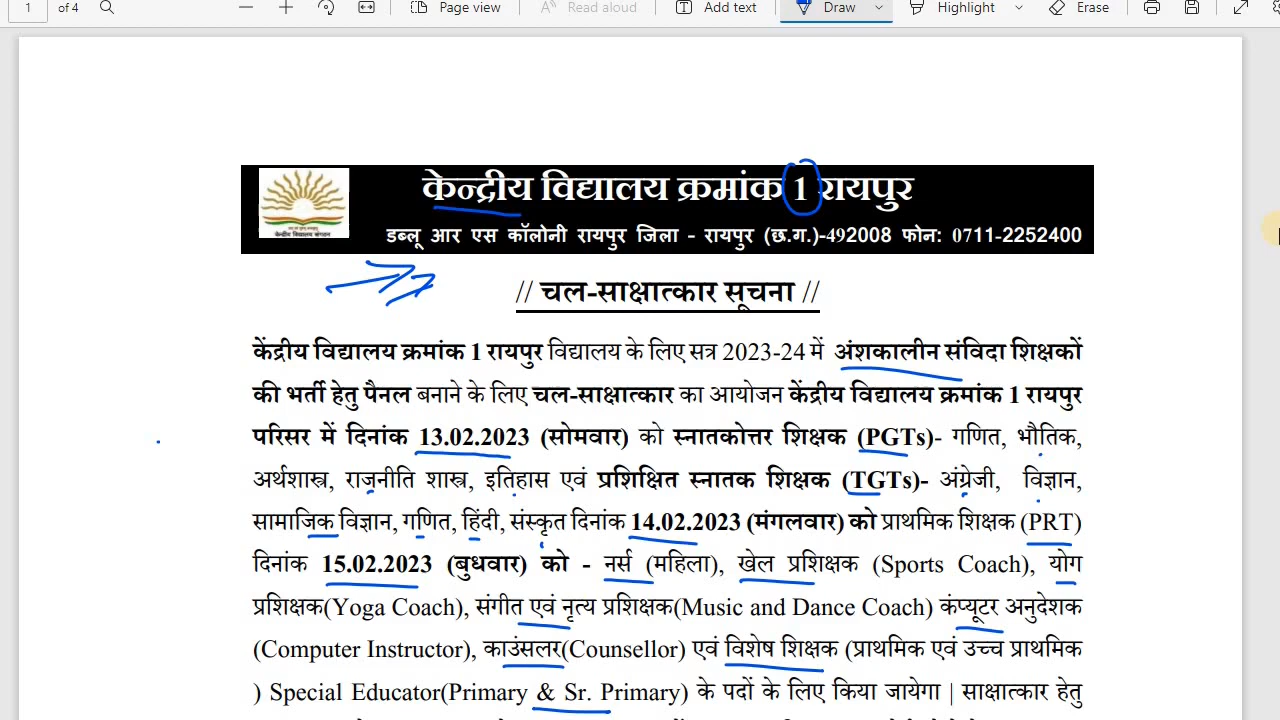 1 of 4 Page view Read aloud Add text Draw Highlight Erase
केन्द्रीय विद्यालय क्रमांक 1 रायपुर
केन्द्रीय विद्यालय संगठन
डब्लू आर एस कॉलोनी रायपुर जिला - रायपुर (छ.ग.)-492008 फोन: 0711-2252400
// चल-साक्षात्कार सूचना //
केंद्रीय विद्यालय क्रमांक 1 रायपुर विद्यालय के लिए सत्र 2023-24 में अंशकालीन संविदा शिक्षकों
की भर्ती हेतु पैनल बनाने के लिए चल-साक्षात्कार का आयोजन केंद्रीय विद्यालय क्रमांक 1 रायपुर
परिसर में दिनांक 13.02.2023 (सोमवार) को स्नातकोत्तर शिक्षक (PGTs)- गणित, भौतिक,
अर्थशास्त्र, राजनीति शास्त्र, इतिहास एवं प्रशिक्षित स्नातक शिक्षक (TGTs)- अंग्रेजी, विज्ञान,
सामाजिक विज्ञान, गणित, हिंदी, संस्कृत दिनांक 14.02.2023 (मंगलवार) को प्राथमिक शिक्षक (PRT)
दिनांक 15.02.2023 (बुधवार) को - नर्स (महिला), खेल प्रशिक्षक (Sports Coach), योग
प्रशिक्षक(Yoga Coach), संगीत एवं नृत्य प्रशिक्षक(Music and Dance Coach) कंप्यूटर अनुदेशक
(Computer Instructor), काउंसलर(Counsellor) एवं विशेष शिक्षक (प्राथमिक एवं उच्च प्राथमिक
) Special Educator(Primary & Sr. Primary) के पदों के लिए किया जायेगा | साक्षात्कार हेतु